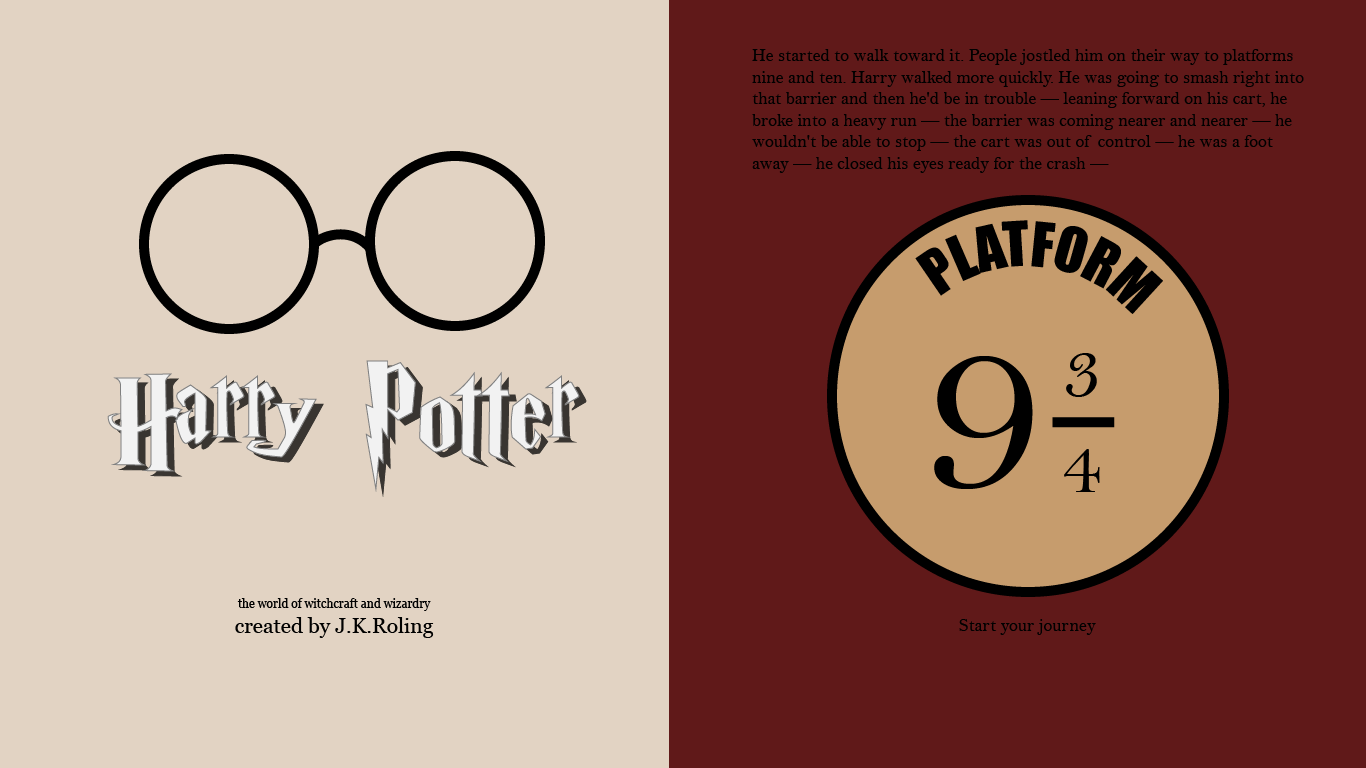 Harry Potter
the world of witchcraft and wizardry
created by J.K.Roling
He started to walk toward it. People jostled him on their way to platforms
nine and ten. Harry walked more quickly. He was going to smash right into
that barrier and then he'd be in trouble — leaning forward on his cart, he
broke into a heavy run — the barrier was coming nearer and nearer — he
wouldn't be able to stop — the cart was out of control — he was a foot
away — he closed his eyes ready for the crash —
PLATFORM
9 3/4
Start your journey